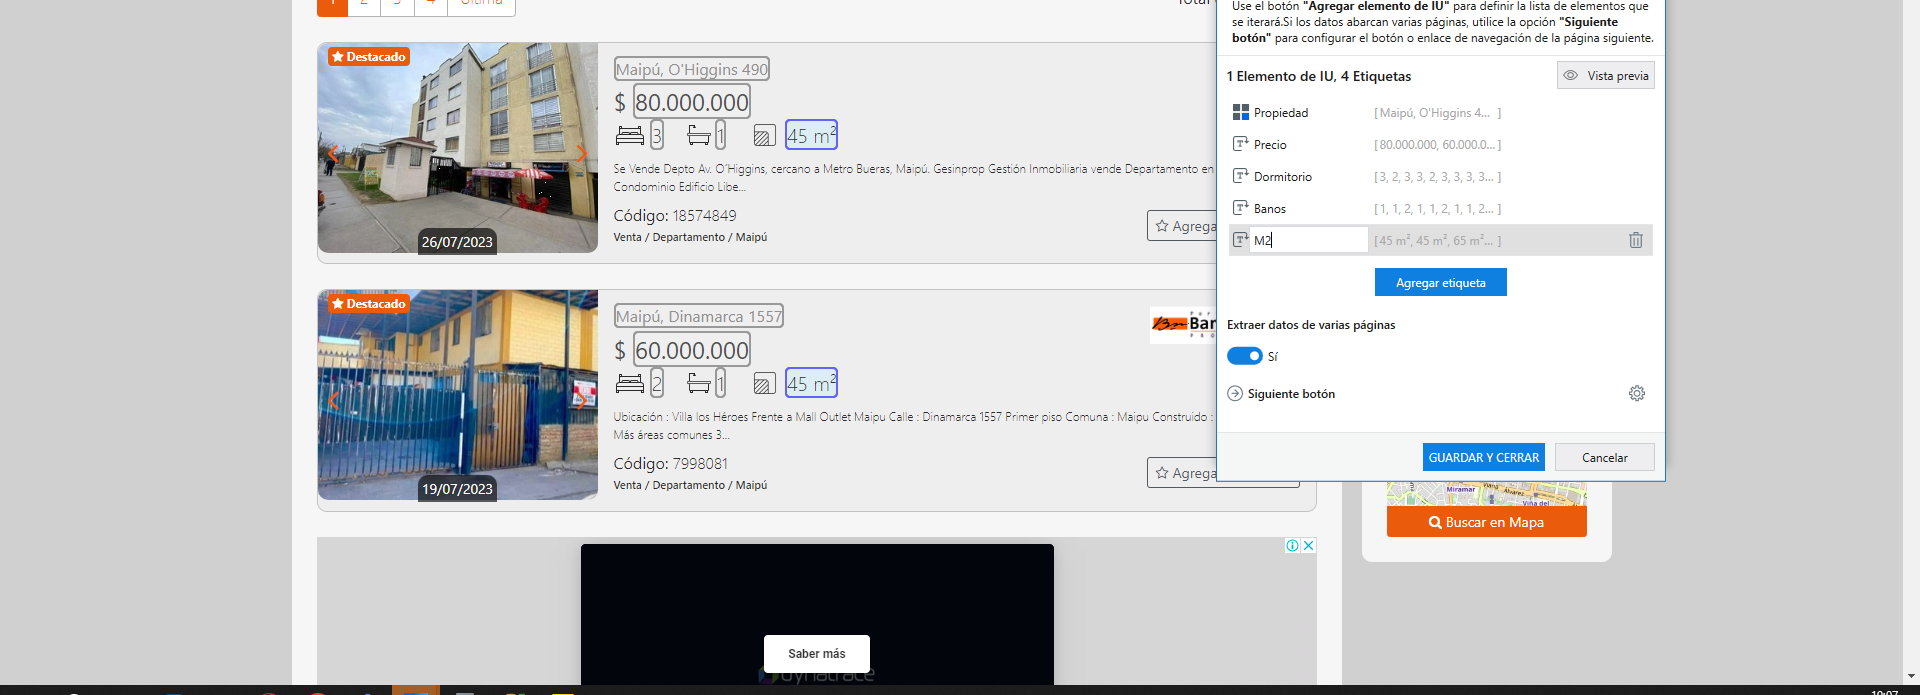 1 2 3 4 Última
Total
Destacado
26/07/2023
Maipú, O'Higgins 490
$ 80.000.000
3 1 45 m²
Se Vende Depto Av. O'Higgins, cercano a Metro Bueras, Maipú. Gesinprop Gestión Inmobiliaria vende Departamento en
Condominio Edificio Libe...
Código: 18574849
Venta / Departamento / Maipú
Agrega
Destacado
19/07/2023
Maipú, Dinamarca 1557
$ 60.000.000
2 1 45 m²
Ubicación : Villa los Héroes Frente a Mall Outlet Maipu Calle : Dinamarca 1557 Primer piso Comuna : Maipu Construido :
Más áreas comunes 3...
Código: 7998081
Venta / Departamento / Maipú
Ban
Agrega
Saber más
dynatrace
Use el botón "Agregar elemento de IU" para definir la lista de elementos que
se iterará.Si los datos abarcan varias páginas, utilice la opción "Siguiente
botón" para configurar el botón o enlace de navegación de la página siguiente.
1 Elemento de IU, 4 Etiquetas
Vista previa
Propiedad [ Maipú, O'Higgins 4... ]
Precio [ 80.000.000, 60.000.0... ]
Dormitorio [ 3, 2, 3, 3, 2, 3, 3, 3, 3... ]
Banos [ 1, 1, 2, 1, 1, 2, 1, 1, 2... ]
M2 [ 45 m², 45 m², 65 m²... ]
Agregar etiqueta
Extraer datos de varias páginas
Sí
Siguiente botón
GUARDAR Y CERRAR
Cancelar
Miramar
Alvarez
Viña del
Buscar en Mapa